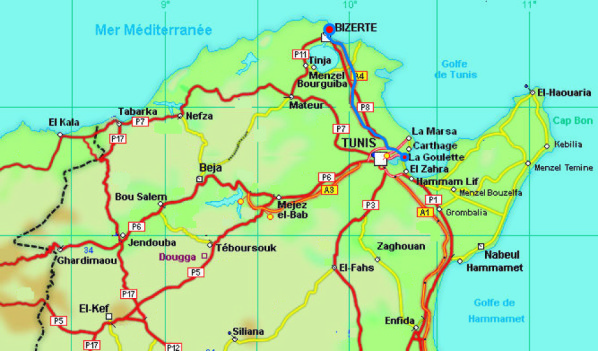 9°
10°
11°
Mer Méditerranée
BIZERTE
P11
Tinja
Menzel
Bourguiba
A4
Golfe
de Tunis
El-Haouaria
Mateur
P8
Tabarka
P7
Nefza
El Kala
P17
P7
La Marsa
Cap Bon
TUNIS
Carthage
La Goulette
Kebilia
Beja
P6
El Zahra
Menzel Temine
Hammam Lif
A3
Menzel Bouzelfa
Bou Salem
Mejez
el-Bab
P3
P1
A1
Grombalia
P6
Jendouba
34
Téboursouk
Zaghouan
Nabeul
Ghardimaou
Dougga
P5
El-Fahs
Hammamet
P17
El-Kef
Golfe de
Hammamet
P5
P17
Enfida
Siliana
P12
34
9°
10°